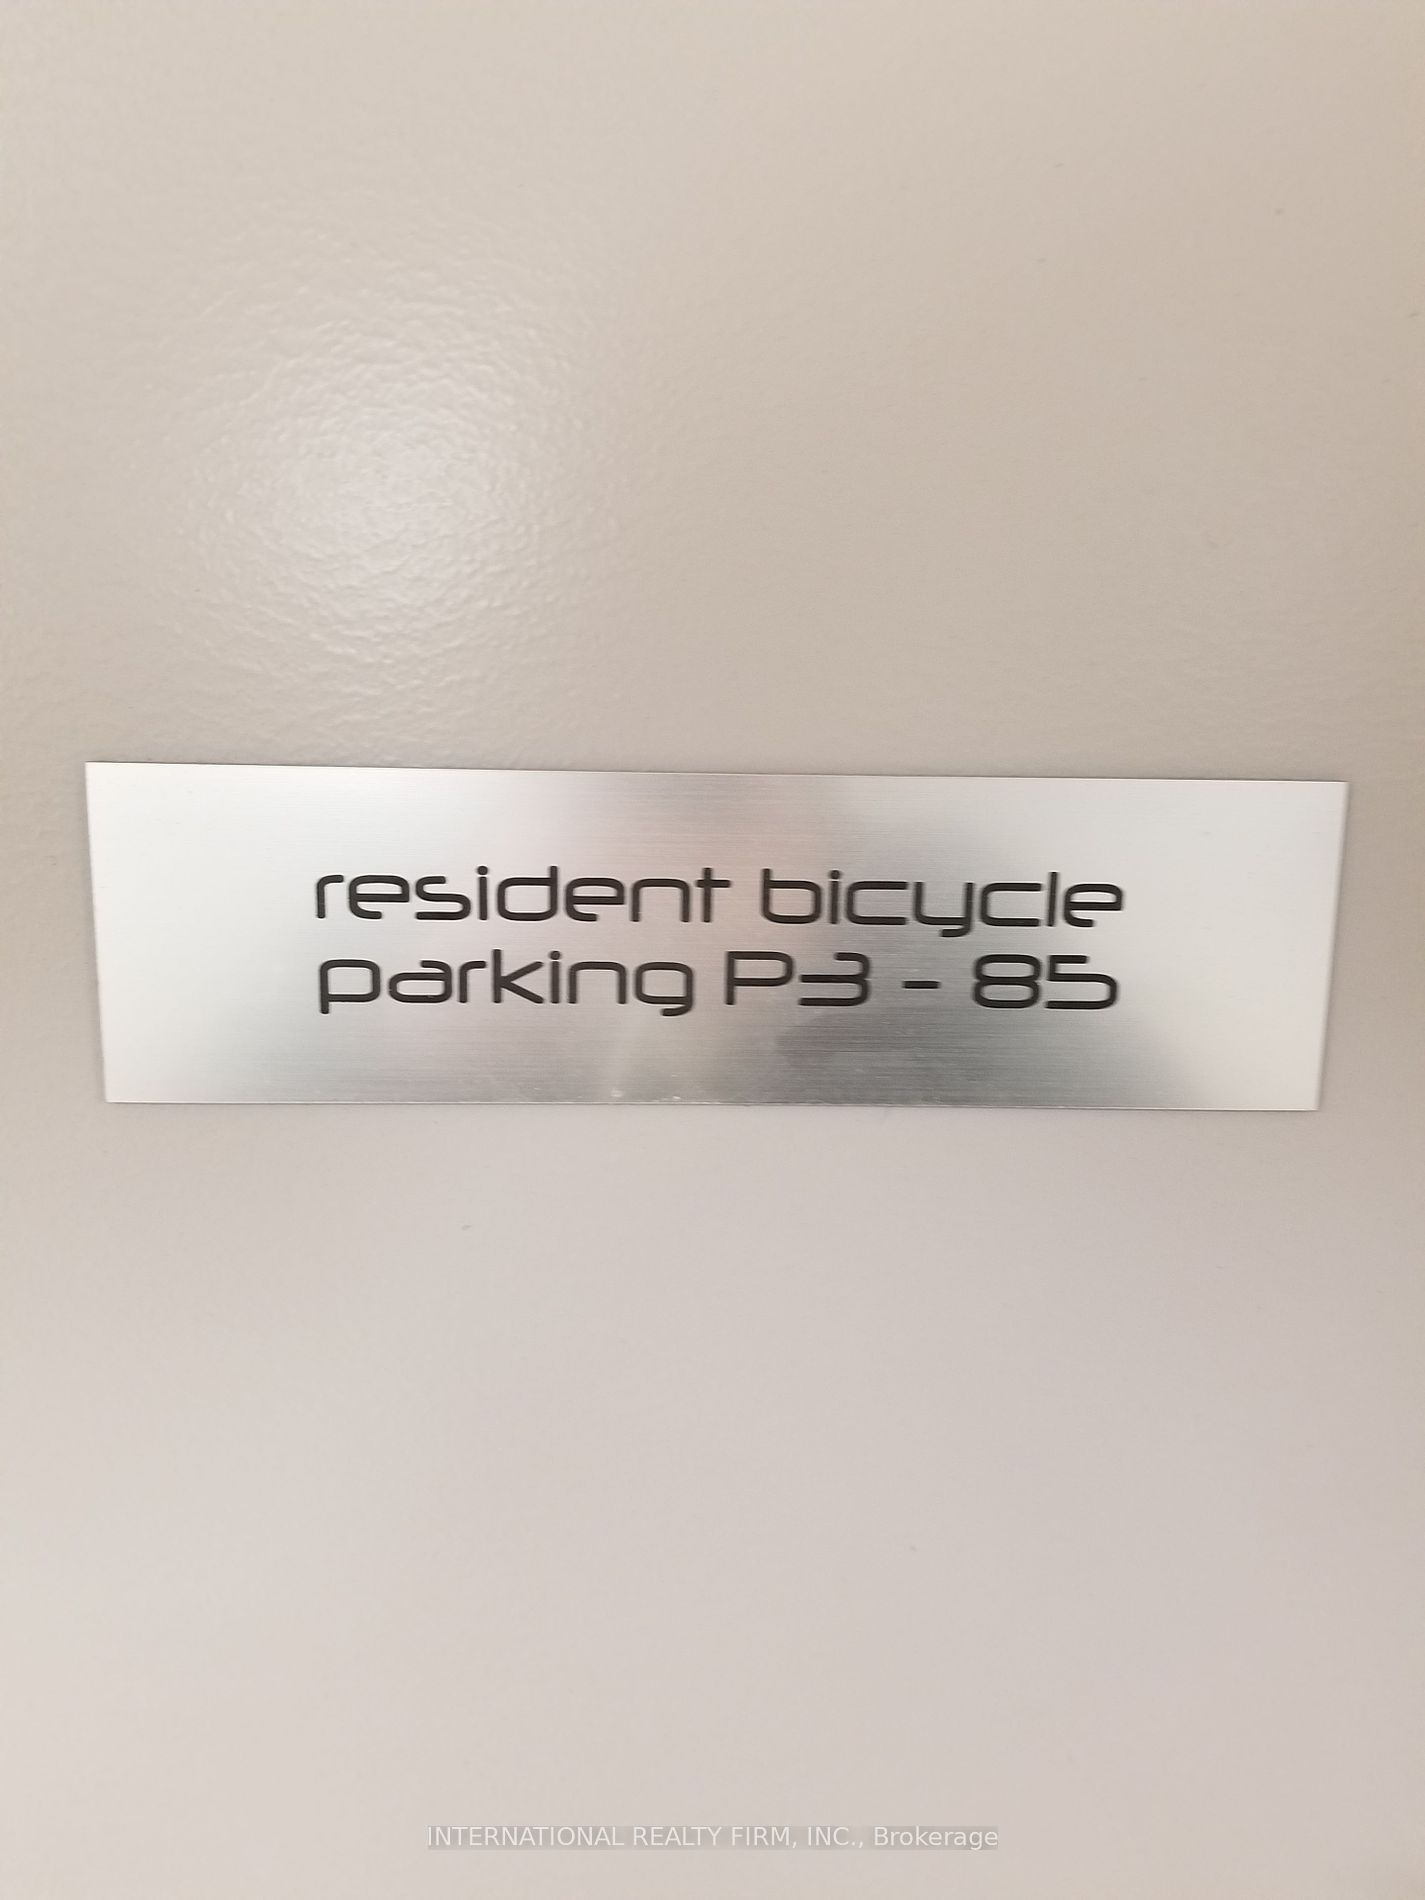 resident bicycle
parking P3 - 85
INTERNATIONAL REALTY FIRM, INC., Brokerage